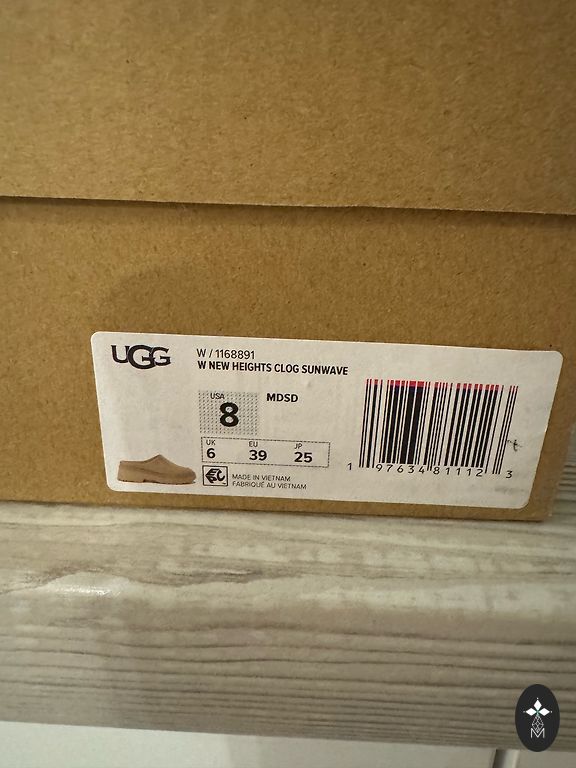 UGG
W / 1168891
W NEW HEIGHTS CLOG SUNWAVE
USA
8
MDSD
UK EU JP
6 39 25
MADE IN VIETNAM
FABRIQUÉ AU VIETNAM
1 97634 81112 3
M